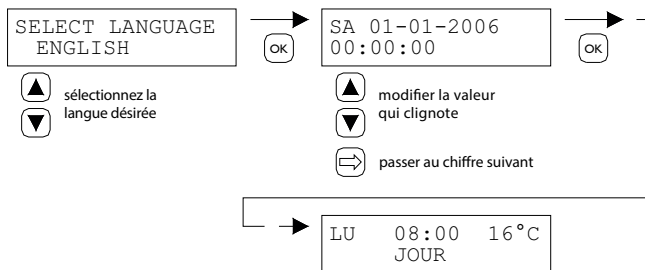 SELECT LANGUAGE
ENGLISH
OK
SA 01-01-2006
00:00:00
OK
sélectionnez la
langue désirée
modifier la valeur
qui clignote
passer au chiffre suivant
LU 08:00 16°C
JOUR